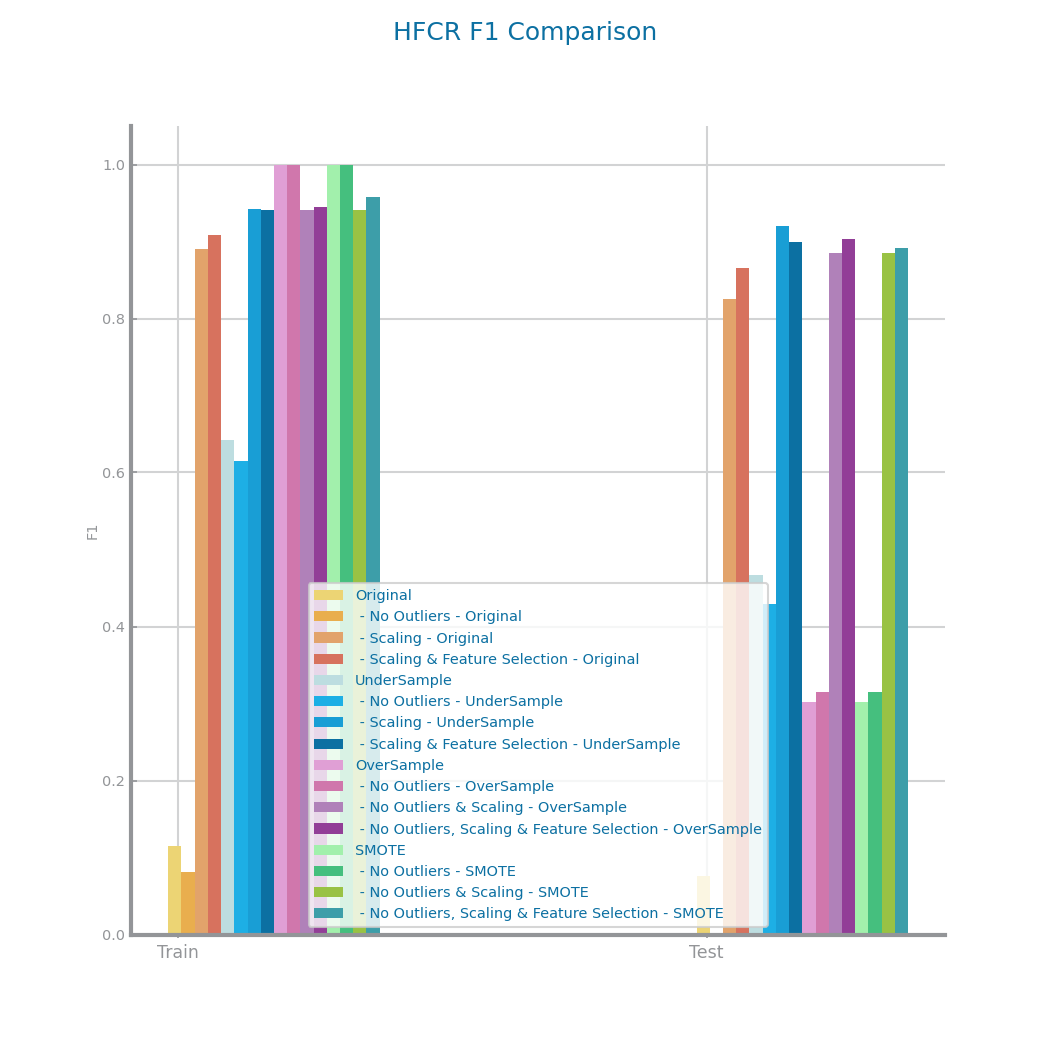 HFCR F1 Comparison
1.0
0.8
0.6
0.4
0.2
0.0
F1
Original
- No Outliers - Original
- Scaling - Original
- Scaling & Feature Selection - Original
UnderSample
- No Outliers - UnderSample
- Scaling - UnderSample
- Scaling & Feature Selection - UnderSample
OverSample
- No Outliers - OverSample
- No Outliers & Scaling - OverSample
- No Outliers, Scaling & Feature Selection - OverSample
SMOTE
- No Outliers - SMOTE
- No Outliers & Scaling - SMOTE
- No Outliers, Scaling & Feature Selection - SMOTE
Train Test